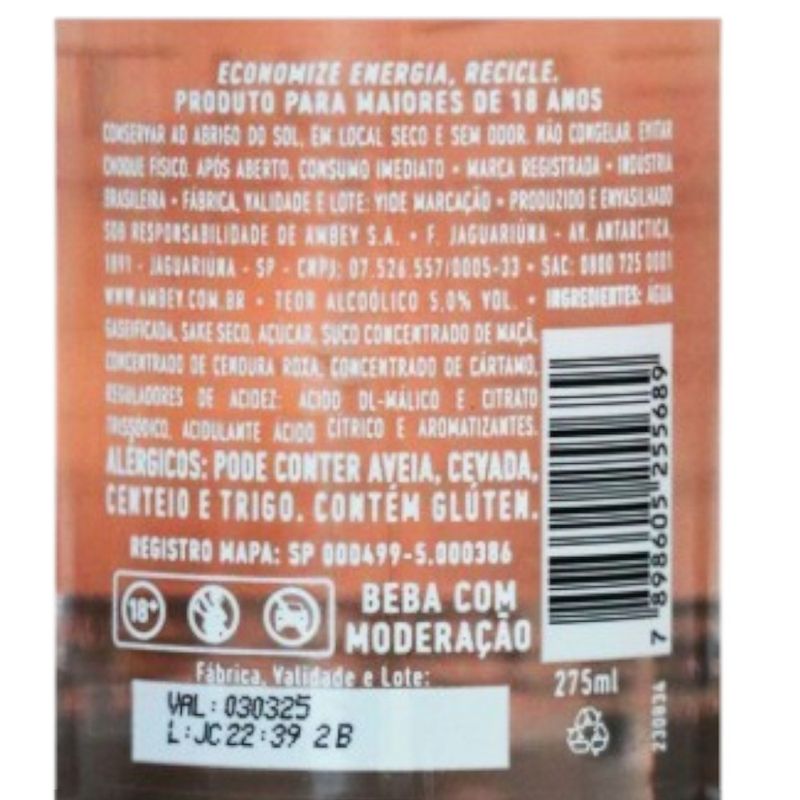 ECONOMIZE ENERGIA, RECICLE.
PRODUTO PARA MAIORES DE 18 ANOS
CONSERVAR AO ABRIGO DO SOL, EM LOCAL SECO E SEM ODOR. NÃO CONGELAR. EVITAR
CHOQUE FÍSICO. APÓS ABERTO, CONSUMO IMEDIATO • MARCA REGISTRADA • INDÚSTRIA
BRASILEIRA • FÁBRICA, VALIDADE E LOTE: VIDE MARCAÇÃO • PRODUZIDO E ENVASILHADO
SOB RESPONSABILIDADE DE AMBEV S.A. • F. JAGUARIÚNA - AV. ANTARCTICA,
1891 - JAGUARIÚNA - SP - CNPJ: 07.526.557/0005-33 • SAC: 0800 725 0001
WWW.AMBEV.COM.BR • TEOR ALCOÓLICO 5,0% VOL. • INGREDIENTES: ÁGUA
GASEIFICADA, SAKE SECO, AÇÚCAR, SUCO CONCENTRADO DE MAÇÃ,
CONCENTRADO DE CENOURA ROXA, CONCENTRADO DE CÁRTAMO,
REGULADORES DE ACIDEZ: ÁCIDO DL-MÁLICO E CITRATO
TRISSÓDICO, ACIDULANTE ÁCIDO CÍTRICO E AROMATIZANTES.
ALÉRGICOS: PODE CONTER AVEIA, CEVADA,
CENTEIO E TRIGO. CONTÉM GLÚTEN.
REGISTRO MAPA: SP 000499-5.000386
18+
BEBA COM
MODERAÇÃO
Fábrica, Validade e Lote:
VAL: 030325
L:JC 22:39 2B
7 898605 255689
275ml
230834